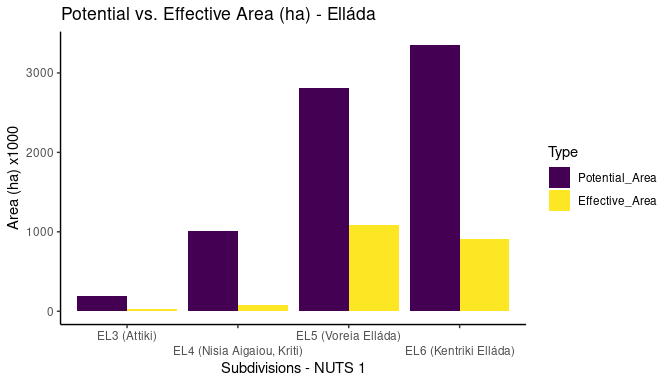 Potential vs. Effective Area (ha) - Elláda
Area (ha) x1000
3000
2000
1000
0
EL3 (Attiki)
EL4 (Nisia Aigaiou, Kriti)
EL5 (Voreia Elláda)
EL6 (Kentriki Elláda)
Subdivisions - NUTS 1
Type
Potential_Area
Effective_Area